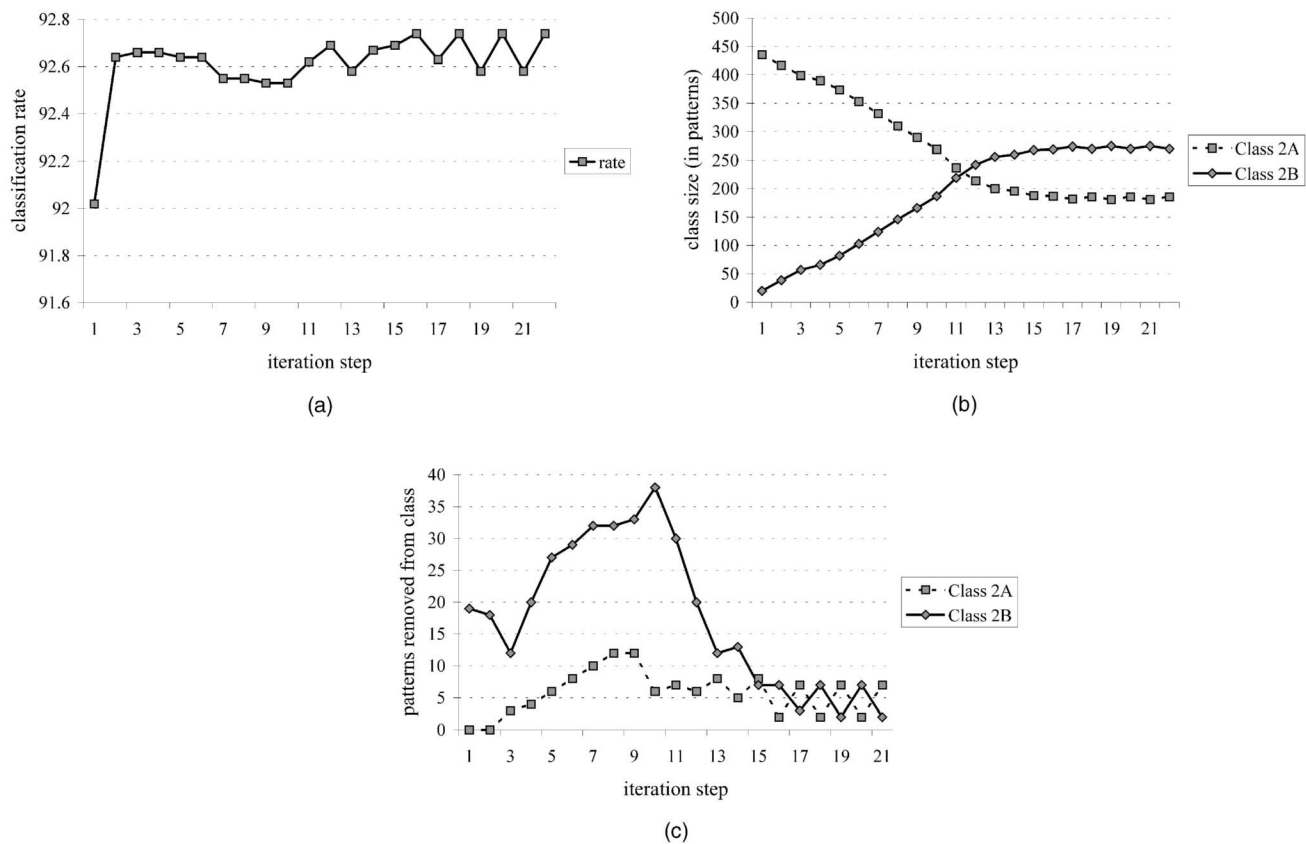 92.8
92.6
92.4
92.2
92
91.8
91.6
classification rate
1 3 5 7 9 11 13 15 17 19 21
iteration step
rate
(a)
500
450
400
350
300
250
200
150
100
50
0
class size (in patterns)
1 3 5 7 9 11 13 15 17 19 21
iteration step
Class 2A
Class 2B
(b)
40
35
30
25
20
15
10
5
0
patterns removed from class
1 3 5 7 9 11 13 15 17 19 21
iteration step
Class 2A
Class 2B
(c)